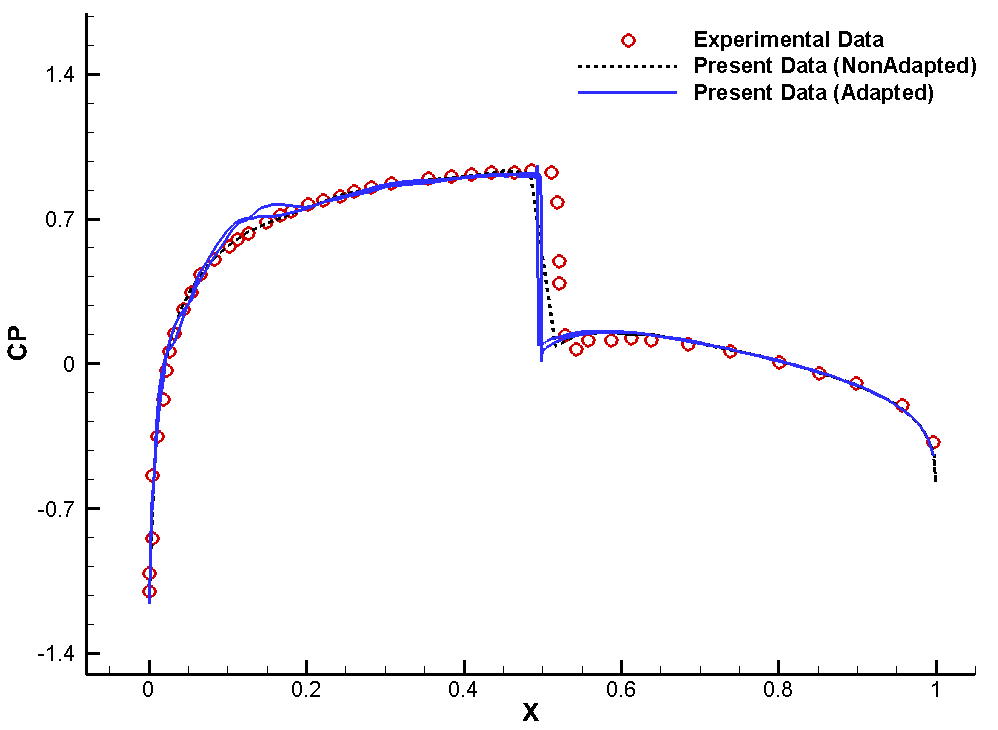 Experimental Data
Present Data (NonAdapted)
Present Data (Adapted)
1.4
0.7
0
-0.7
-1.4
CP
0 0.2 0.4 0.6 0.8 1
X